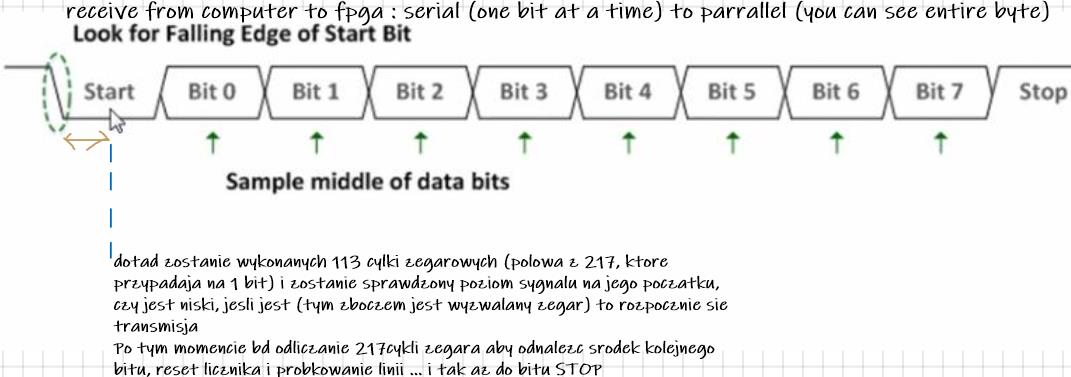 receive from computer to fpga : serial (one bit at a time) to parrallel (you can see entire byte)
Look for Falling Edge of Start Bit
Start Bit 0 Bit 1 Bit 2 Bit 3 Bit 4 Bit 5 Bit 6 Bit 7 Stop
Sample middle of data bits
dotad zostanie wykonanych 113 cylki zegarowych (polowa z 217, ktore
przypadaja na 1 bit) i zostanie sprawdzony poziom sygnalu na jego poczatku,
czy jest niski, jesli jest (tym zboczem jest wyzwalany zegar) to rozpocznie sie
transmisja
Po tym momencie bd odliczanie 217cykli zegara aby odnalezc srodek kolejnego
bitu, reset licznika i probkowanie linii ... i tak az do bitu STOP